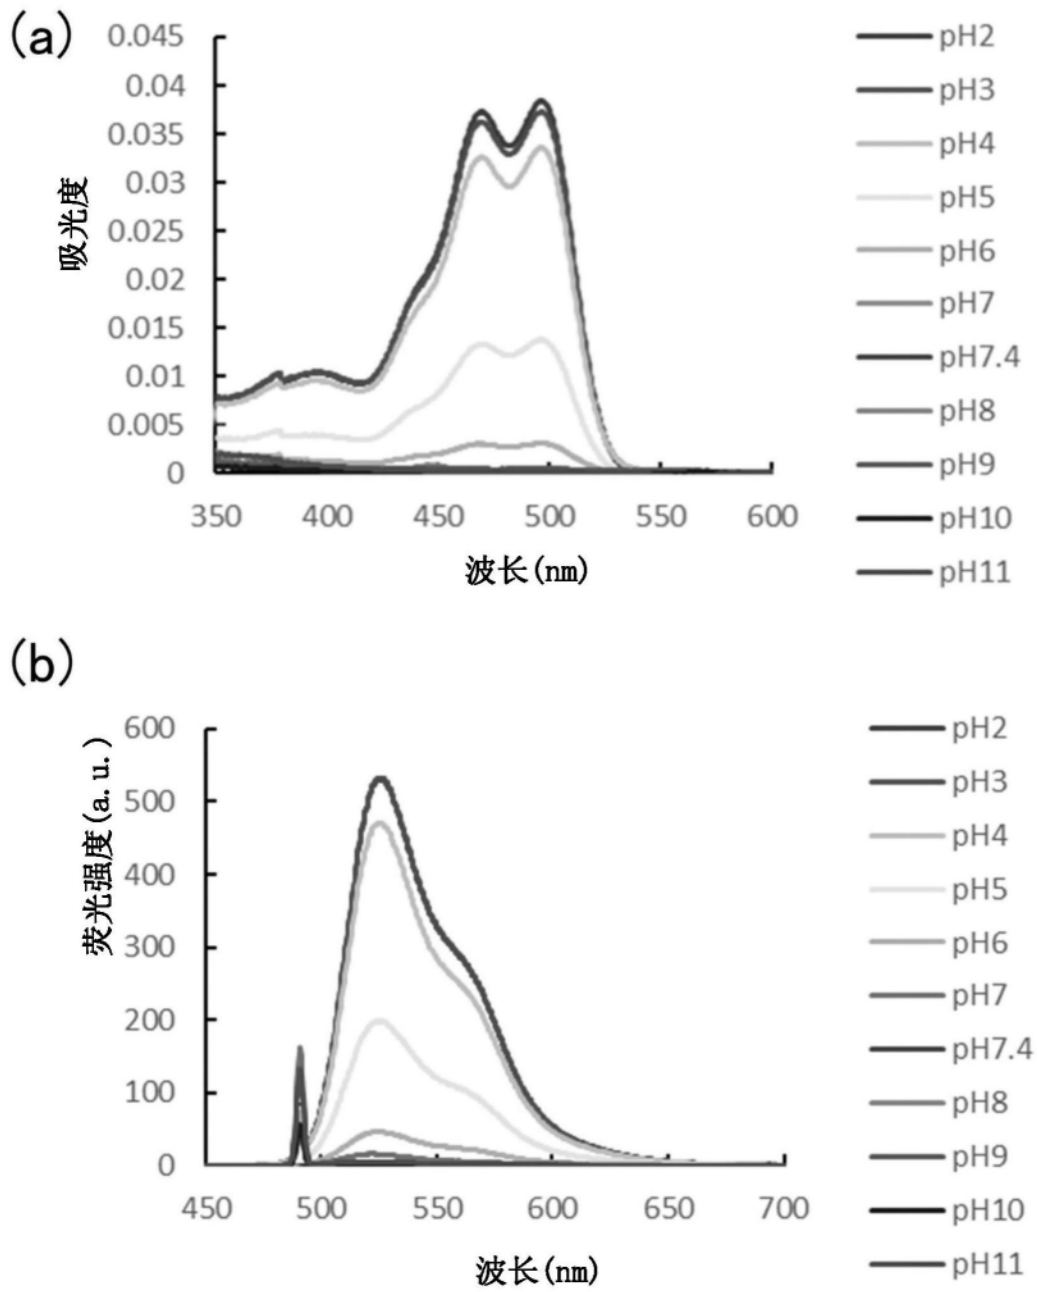 (a)
吸光度
0.045
0.04
0.035
0.03
0.025
0.02
0.015
0.01
0.005
0
350 400 450 500 550 600
波长(nm)
pH2
pH3
pH4
pH5
pH6
pH7
pH7.4
pH8
pH9
pH10
pH11
(b)
荧光强度(a.u.)
600
500
400
300
200
100
0
450 500 550 600 650 700
波长(nm)
pH2
pH3
pH4
pH5
pH6
pH7
pH7.4
pH8
pH9
pH10
pH11